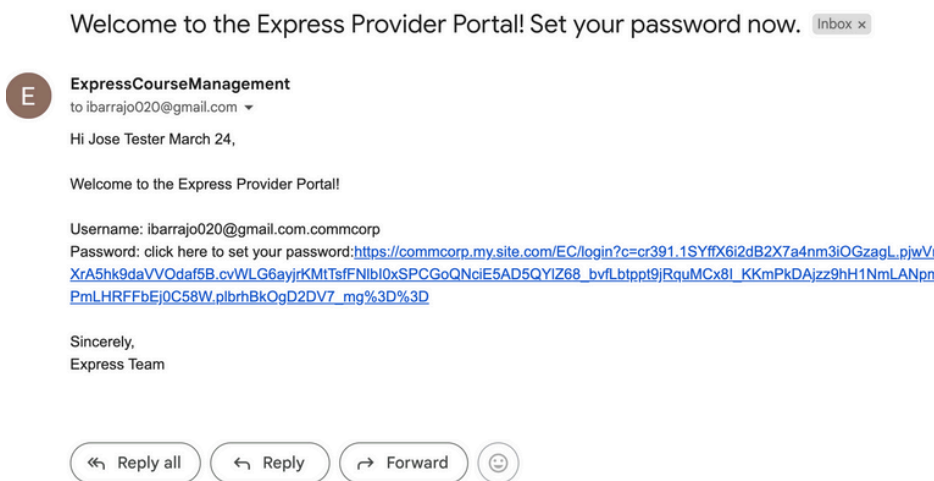 Welcome to the Express Provider Portal! Set your password now. Inbox ×
E
ExpressCourseManagement
to ibarrajo020@gmail.com
Hi Jose Tester March 24,
Welcome to the Express Provider Portal!
Username: ibarrajo020@gmail.com.commcorp
Password: click here to set your password:https://commcorp.my.site.com/EC/login?c=cr391.1SYffX6i2dB2X7a4nm3iOGzagL.pjwV
XrA5hk9daVVOdaf5B.cvWLG6ayjrKMtTsfFNlbI0xSPCGoQNciE5AD5QYlZ68_bvfLbtppt9jRquMCx8I_KKmPkDAjzz9hH1NmLANpm
PmLHRFFbEj0C58W.plbrhBkOgD2DV7_mg%3D%3D
Sincerely,
Express Team
Reply all Reply Forward